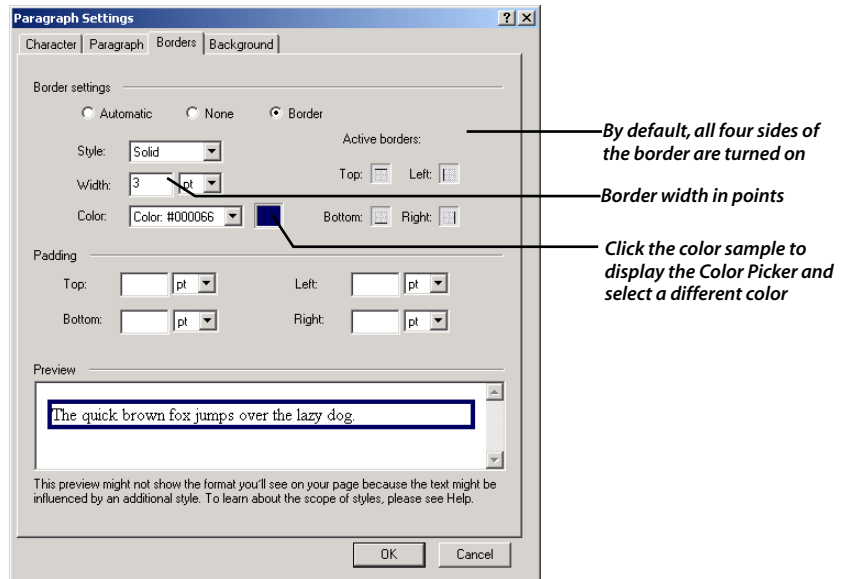 Paragraph Settings
Character Paragraph Borders Background
Border settings
Automatic None Border
Active borders:
Style: Solid
Top: Left:
Width: 3 pt
Color: Color: #000066
Bottom: Right:
Padding
Top: pt Left: pt
Bottom: pt Right: pt
Preview
The quick brown fox jumps over the lazy dog.
This preview might not show the format you'll see on your page because the text might be
influenced by an additional style. To learn about the scope of styles, please see Help.
OK Cancel
By default, all four sides of
the border are turned on
Border width in points
Click the color sample to
display the Color Picker and
select a different color